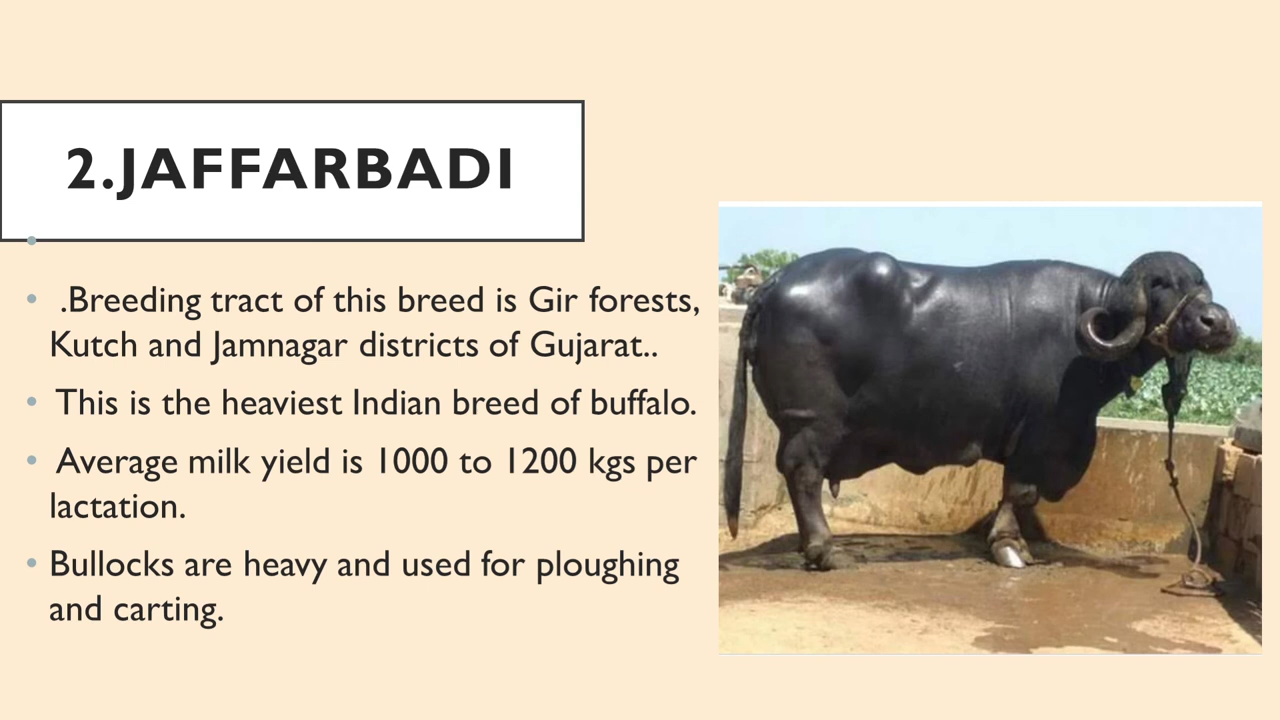 2.JAFFARBADI
.Breeding tract of this breed is Gir forests,
Kutch and Jamnagar districts of Gujarat..
This is the heaviest Indian breed of buffalo.
Average milk yield is 1000 to 1200 kgs per
lactation.
Bullocks are heavy and used for ploughing
and carting.